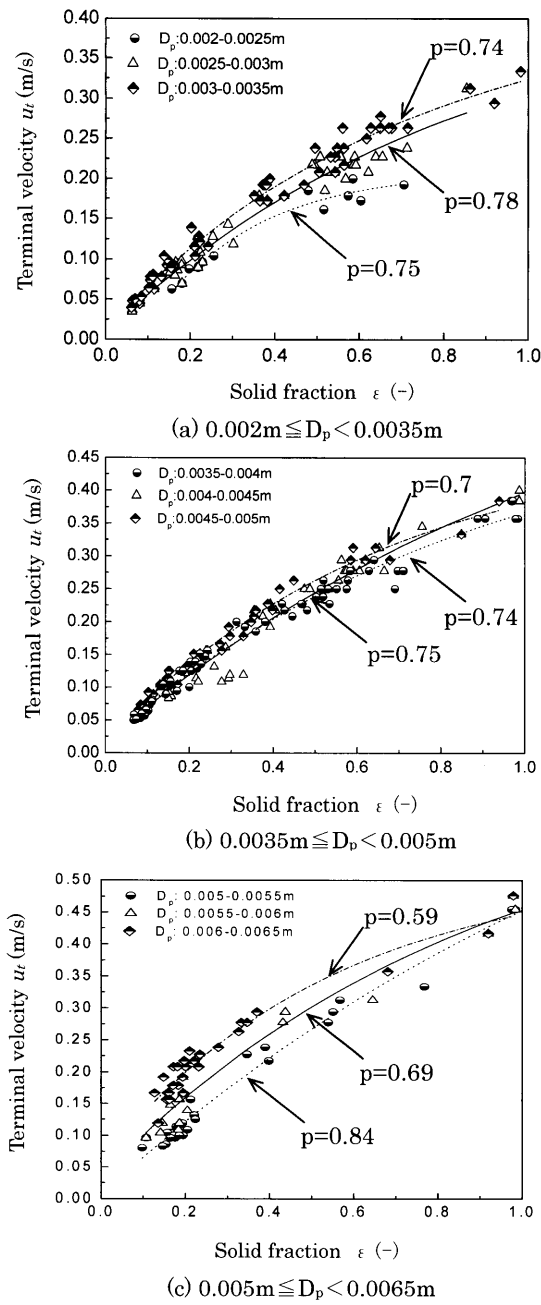 0.40
D_p:0.002-0.0025m
D_p:0.0025-0.003m
D_p:0.003-0.0035m
p=0.74
0.35
0.30
0.25
0.20
p=0.78
0.15
p=0.75
0.10
0.05
0.00
0.0 0.2 0.4 0.6 0.8 1.0
Terminal velocity u_t (m/s)
Solid fraction ε (-)
(a) 0.002m≦D_p<0.0035m
0.45
D_p:0.0035-0.004m
D_p:0.004-0.0045m
D_p:0.0045-0.005m
p=0.7
0.40
0.35
0.30
0.25
p=0.74
0.20
p=0.75
0.15
0.10
0.05
0.00
0.0 0.2 0.4 0.6 0.8 1.0
Terminal velocity u_t (m/s)
Solid fraction ε (-)
(b) 0.0035m≦D_p<0.005m
0.50
D_p: 0.005-0.0055m
D_p: 0.0055-0.006m
D_p: 0.006-0.0065m
p=0.59
0.45
0.40
0.35
0.30
0.25
0.20
p=0.69
0.15
0.10
p=0.84
0.05
0.00
0.0 0.2 0.4 0.6 0.8 1.0
Terminal velocity u_t (m/s)
Solid fraction ε (-)
(c) 0.005m≦D_p<0.0065m